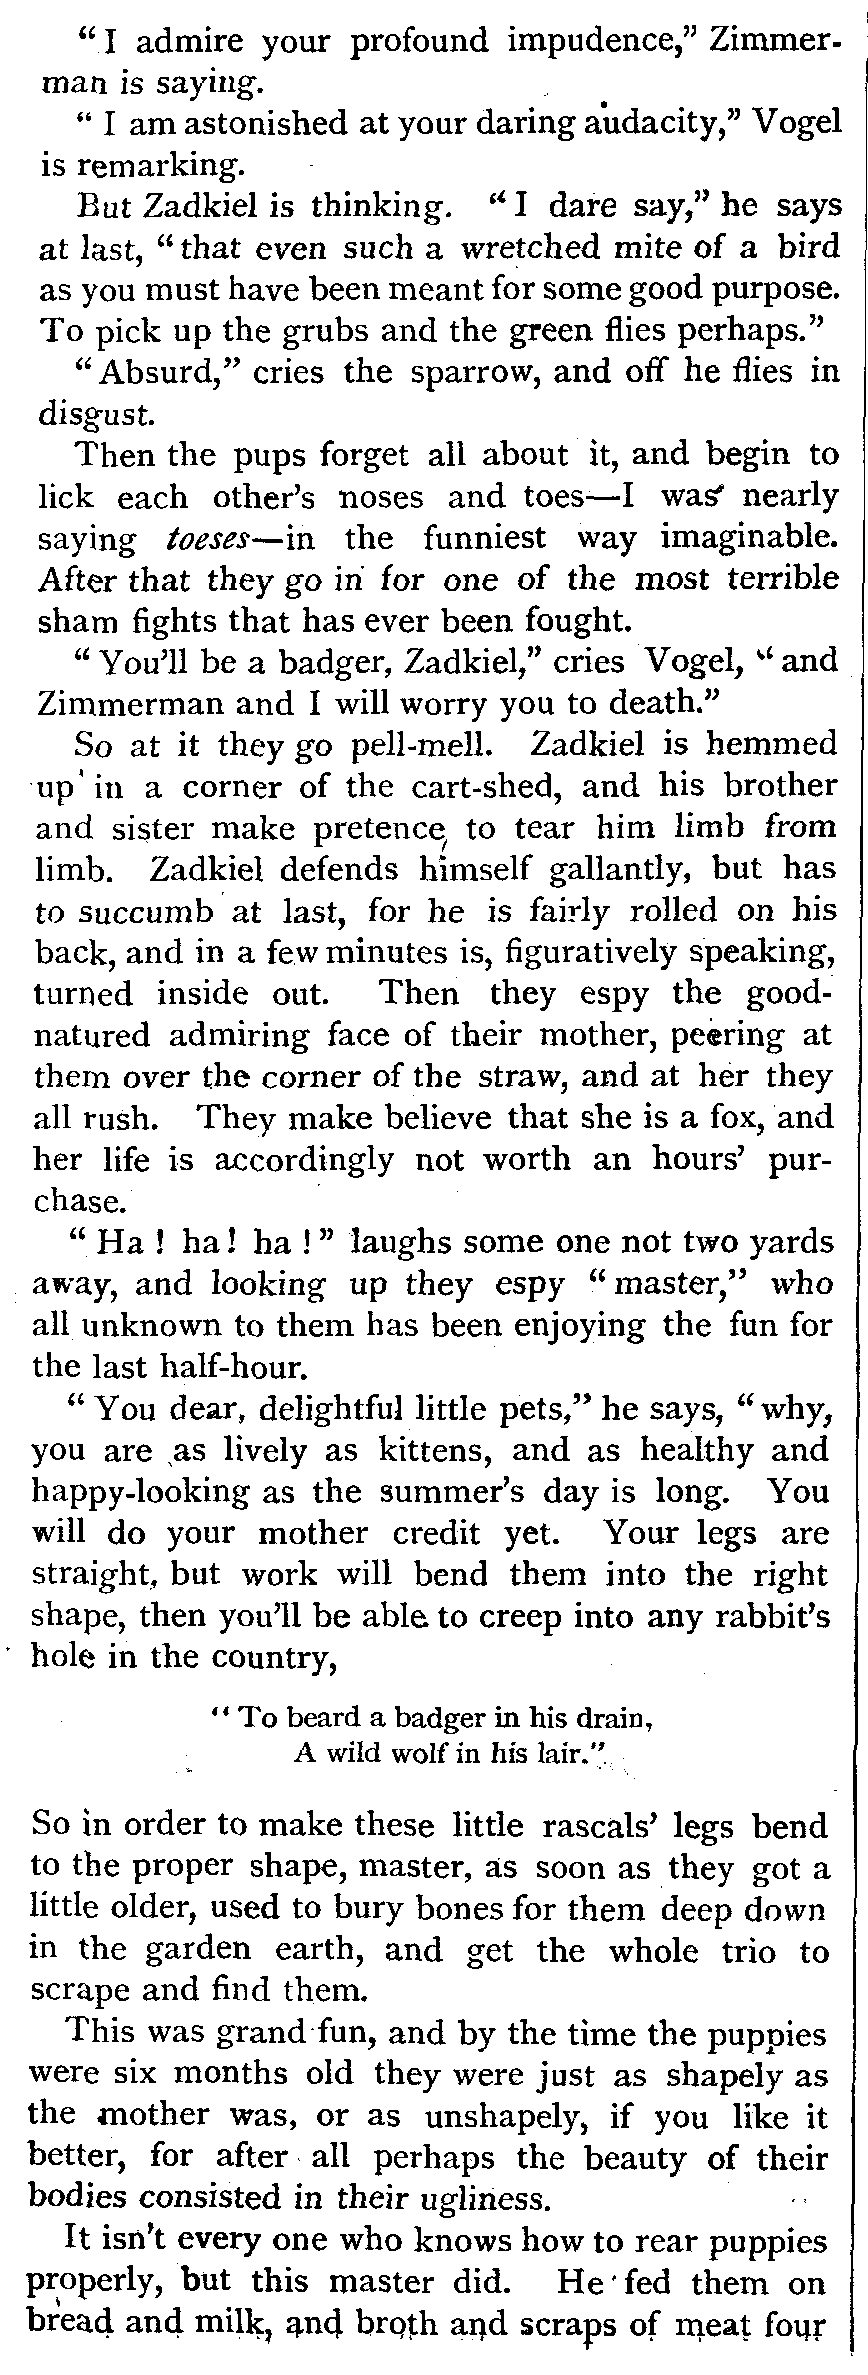 “I admire your profound impudence,” Zimmer-
man is saying.
“I am astonished at your daring audacity,” Vogel
is remarking.
But Zadkiel is thinking. “I dare say,” he says
at last, “that even such a wretched mite of a bird
as you must have been meant for some good purpose.
To pick up the grubs and the green flies perhaps.”
“Absurd,” cries the sparrow, and off he flies in
disgust.
Then the pups forget all about it, and begin to
lick each other’s noses and toes—I was nearly
saying toeses—in the funniest way imaginable.
After that they go in for one of the most terrible
sham fights that has ever been fought.
“You’ll be a badger, Zadkiel,” cries Vogel, “and
Zimmerman and I will worry you to death.”
So at it they go pell-mell. Zadkiel is hemmed
up in a corner of the cart-shed, and his brother
and sister make pretence to tear him limb from
limb. Zadkiel defends himself gallantly, but has
to succumb at last, for he is fairly rolled on his
back, and in a few minutes is, figuratively speaking,
turned inside out. Then they espy the good-
natured admiring face of their mother, peering at
them over the corner of the straw, and at her they
all rush. They make believe that she is a fox, and
her life is accordingly not worth an hours’ pur-
chase.
“Ha! ha! ha!” laughs some one not two yards
away, and looking up they espy “master,” who
all unknown to them has been enjoying the fun for
the last half-hour.
“You dear, delightful little pets,” he says, “why,
you are as lively as kittens, and as healthy and
happy-looking as the summer’s day is long. You
will do your mother credit yet. Your legs are
straight, but work will bend them into the right
shape, then you’ll be able to creep into any rabbit’s
hole in the country,
“To beard a badger in his drain,
A wild wolf in his lair.”
So in order to make these little rascals’ legs bend
to the proper shape, master, as soon as they got a
little older, used to bury bones for them deep down
in the garden earth, and get the whole trio to
scrape and find them.
This was grand fun, and by the time the puppies
were six months old they were just as shapely as
the mother was, or as unshapely, if you like it
better, for after all perhaps the beauty of their
bodies consisted in their ugliness.
It isn’t every one who knows how to rear puppies
properly, but this master did. He fed them on
bread and milk, and broth and scraps of meat four